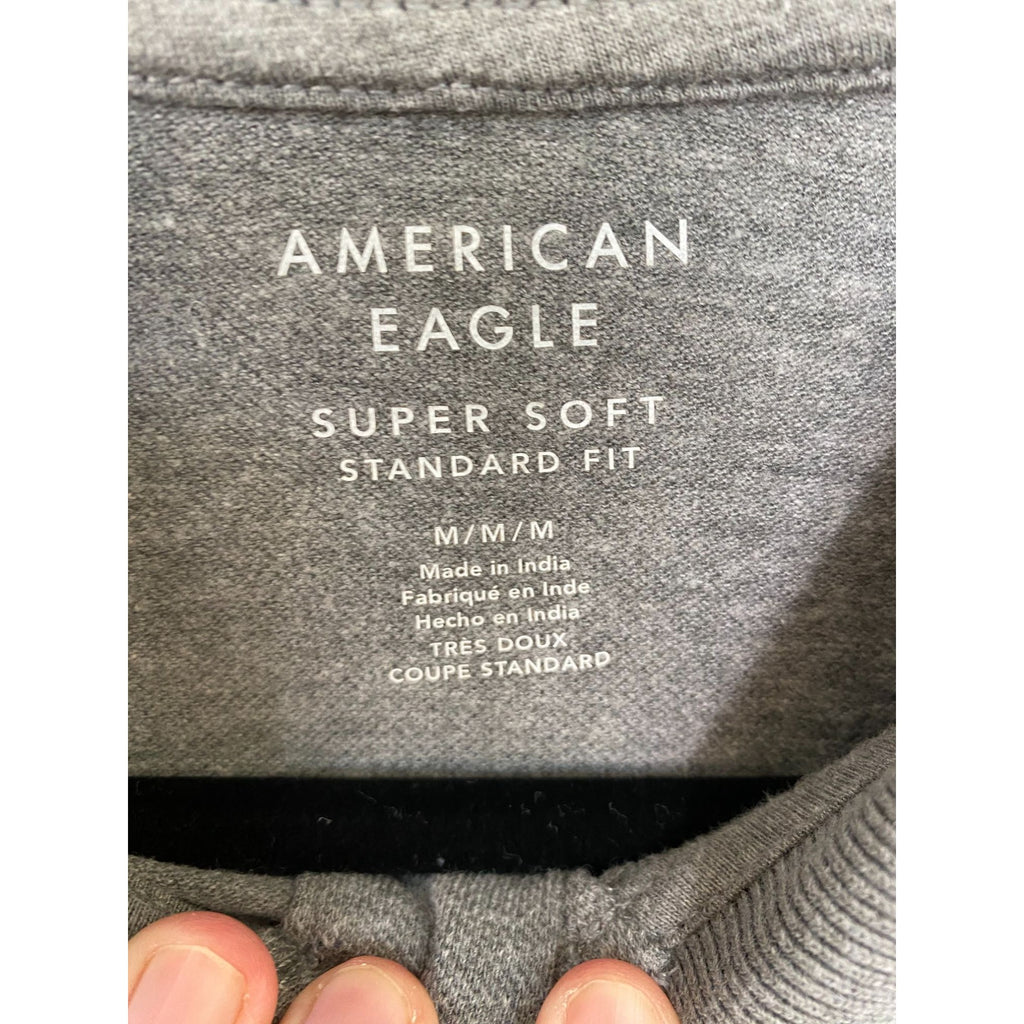 AMERICAN
EAGLE
SUPER SOFT
STANDARD FIT
M/M/M
Made in India
Fabriqué en Inde
Hecho en India
TRÈS DOUX
COUPE STANDARD